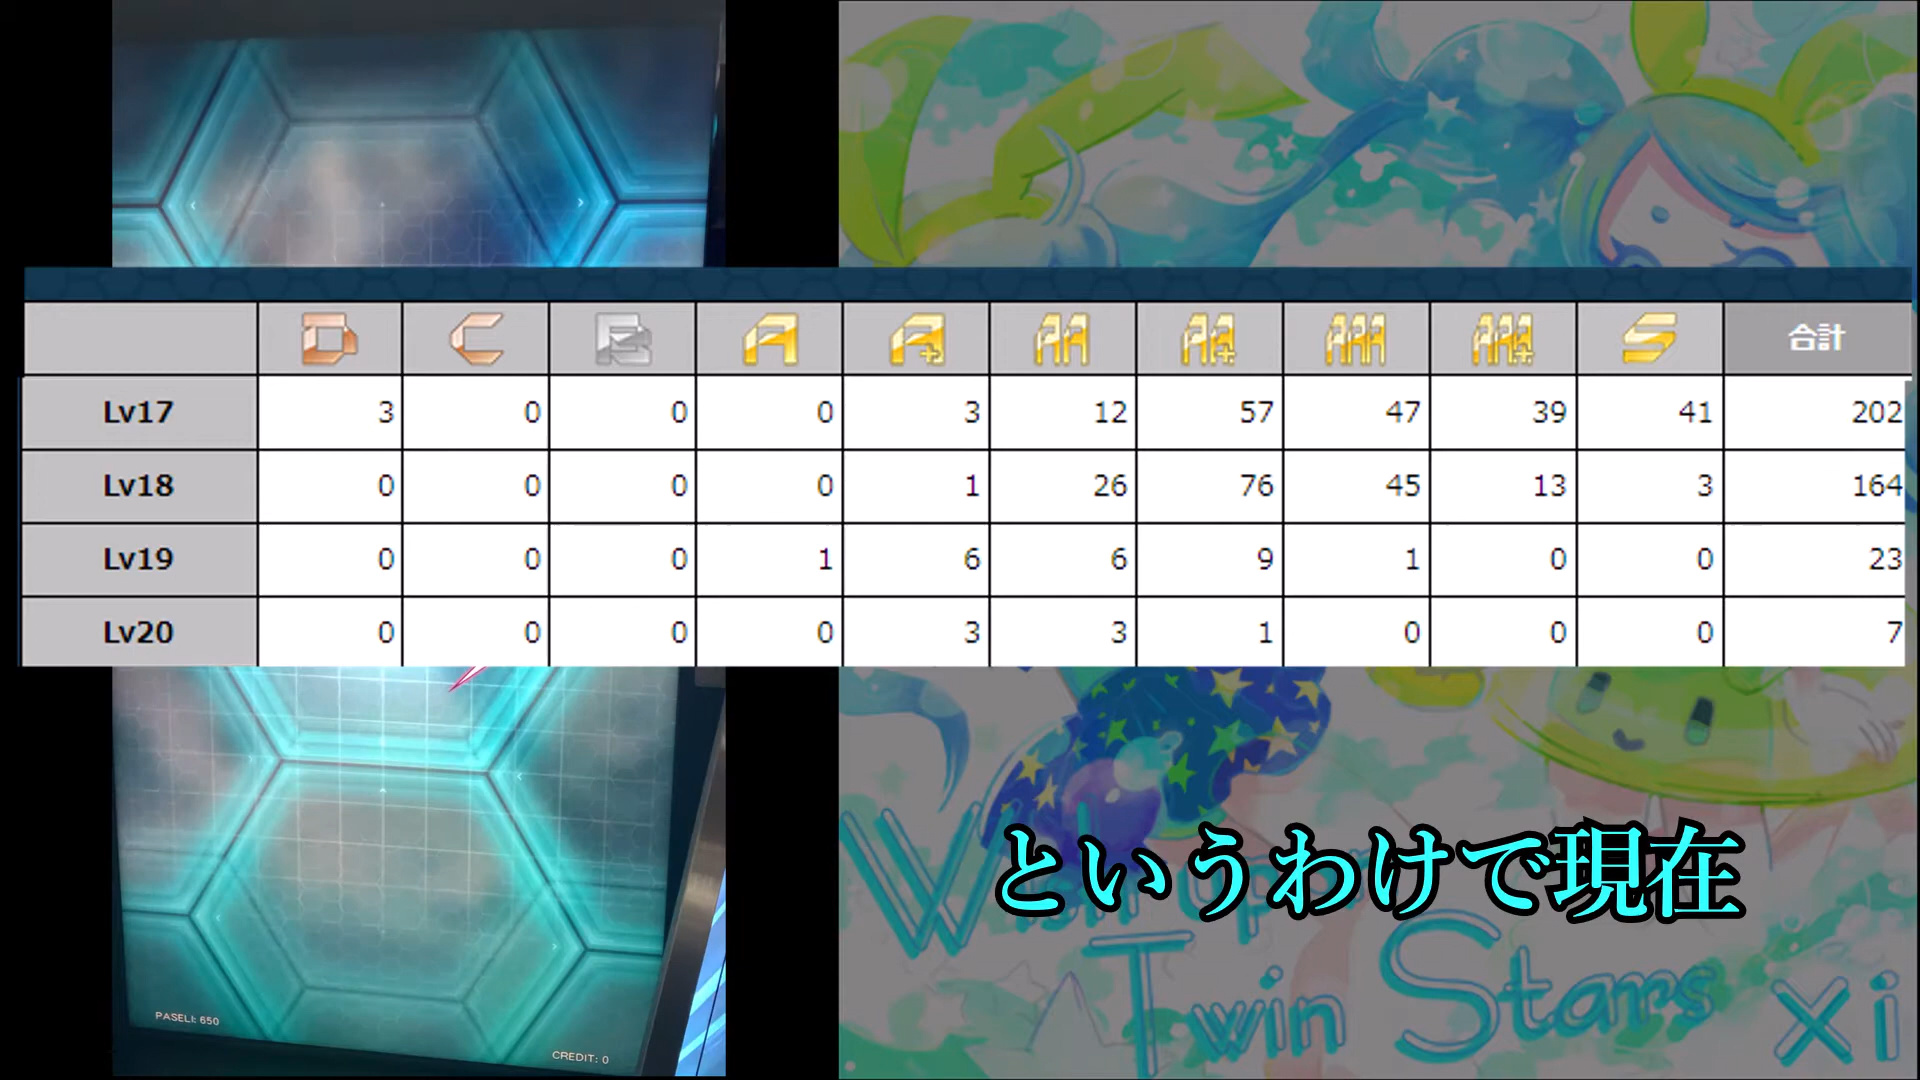 D C B A A+ AA AA+ AAA AAA+ S 合計
Lv17 3 0 0 0 3 12 57 47 39 41 202
Lv18 0 0 0 0 1 26 76 45 13 3 164
Lv19 0 0 0 1 6 6 9 1 0 0 23
Lv20 0 0 0 0 3 3 1 0 0 0 7
というわけで現在
Twin Stars
xi
PASELI: 650
CREDIT: 0